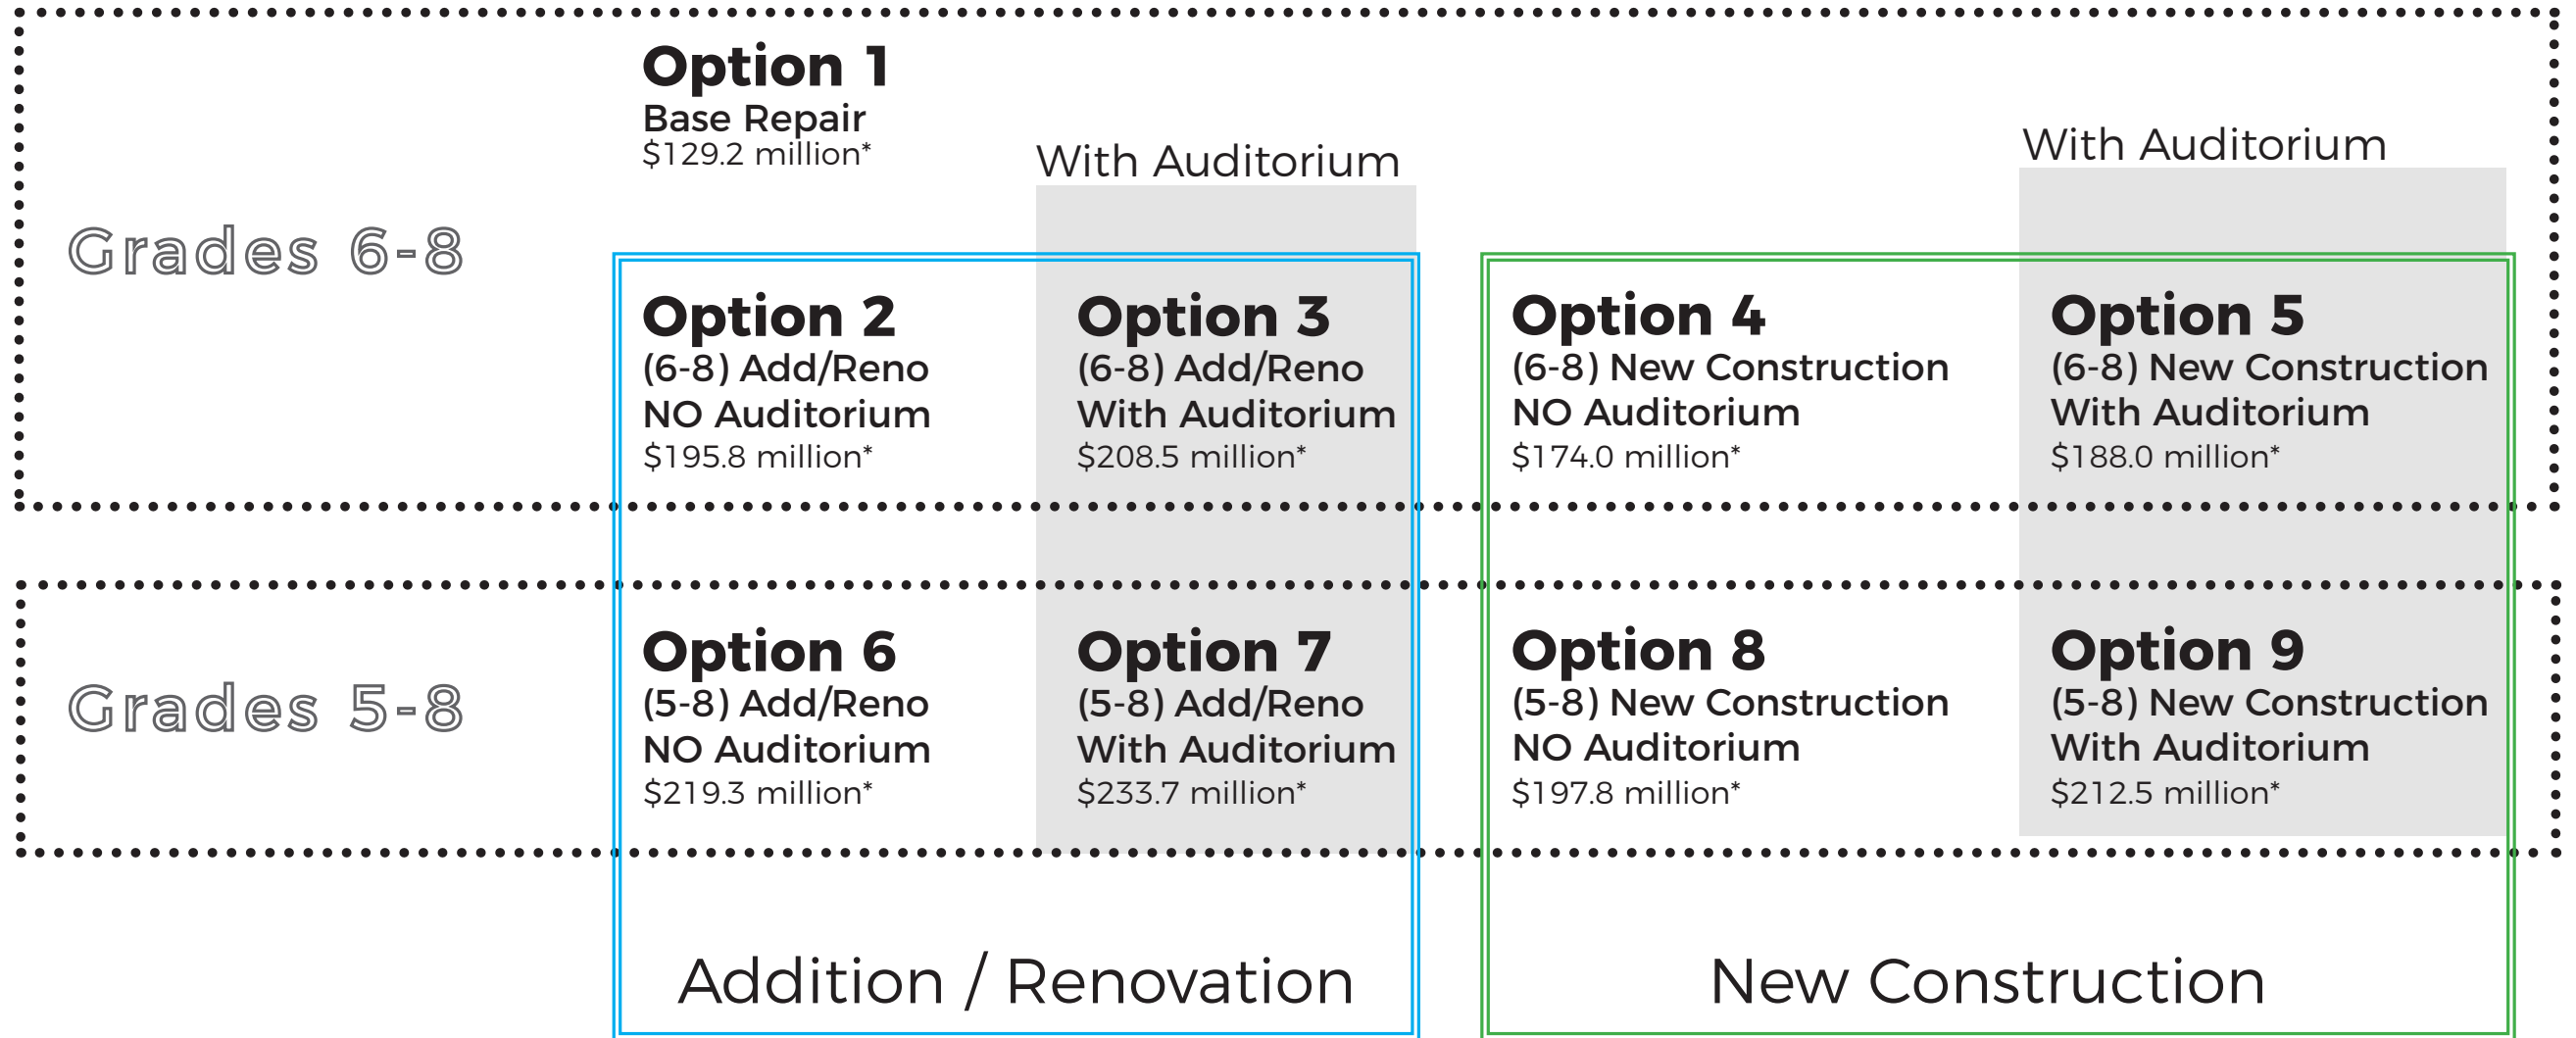 Option 1
Base Repair
$129.2 million*
With Auditorium
With Auditorium
Grades 6-8
Option 2
(6-8) Add/Reno
NO Auditorium
$195.8 million*
Option 3
(6-8) Add/Reno
With Auditorium
$208.5 million*
Option 4
(6-8) New Construction
NO Auditorium
$174.0 million*
Option 5
(6-8) New Construction
With Auditorium
$188.0 million*
Grades 5-8
Option 6
(5-8) Add/Reno
NO Auditorium
$219.3 million*
Option 7
(5-8) Add/Reno
With Auditorium
$233.7 million*
Option 8
(5-8) New Construction
NO Auditorium
$197.8 million*
Option 9
(5-8) New Construction
With Auditorium
$212.5 million*
Addition / Renovation
New Construction